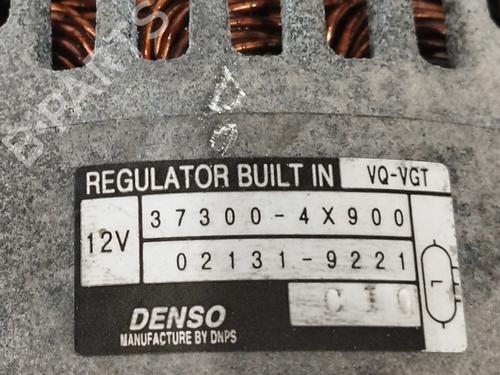 B-PARTS
REGULATOR BUILT IN VQ-VGT
12V
37300-4X900
02131-9221
DENSO
MANUFACTURE BY DNPS